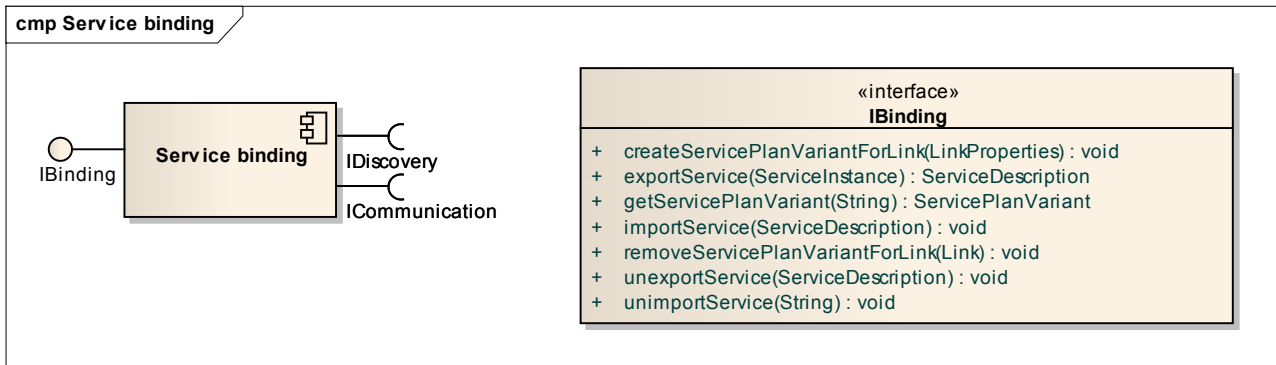 cmp Service binding
IBinding
Service binding
IDiscovery
ICommunication
«interface»
IBinding
+ createServicePlanVariantForLink(LinkProperties) : void
+ exportService(ServiceInstance) : ServiceDescription
+ getServicePlanVariant(String) : ServicePlanVariant
+ importService(ServiceDescription) : void
+ removeServicePlanVariantForLink(Link) : void
+ unexportService(ServiceDescription) : void
+ unimportService(String) : void